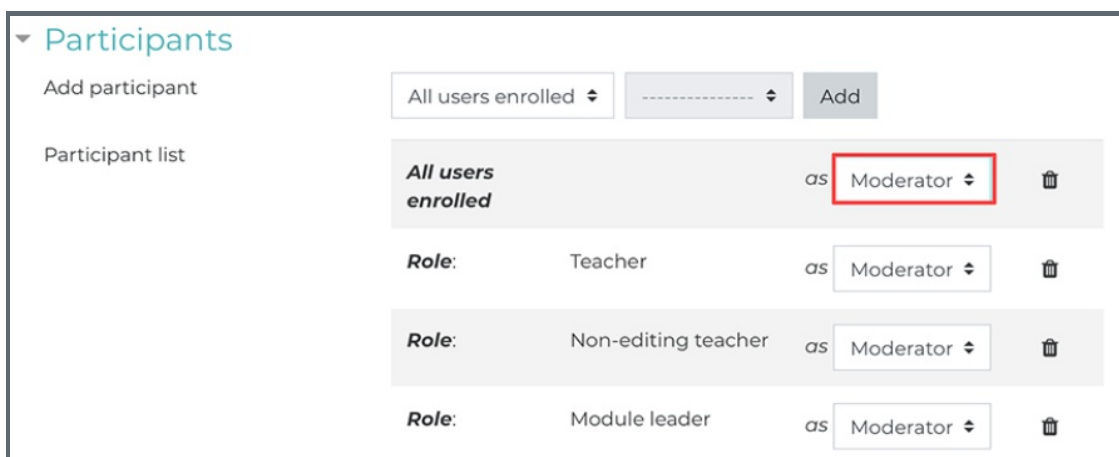 Participants
Add participant All users enrolled --------------- Add
Participant list
All users enrolled as Moderator
Role: Teacher as Moderator
Role: Non-editing teacher as Moderator
Role: Module leader as Moderator